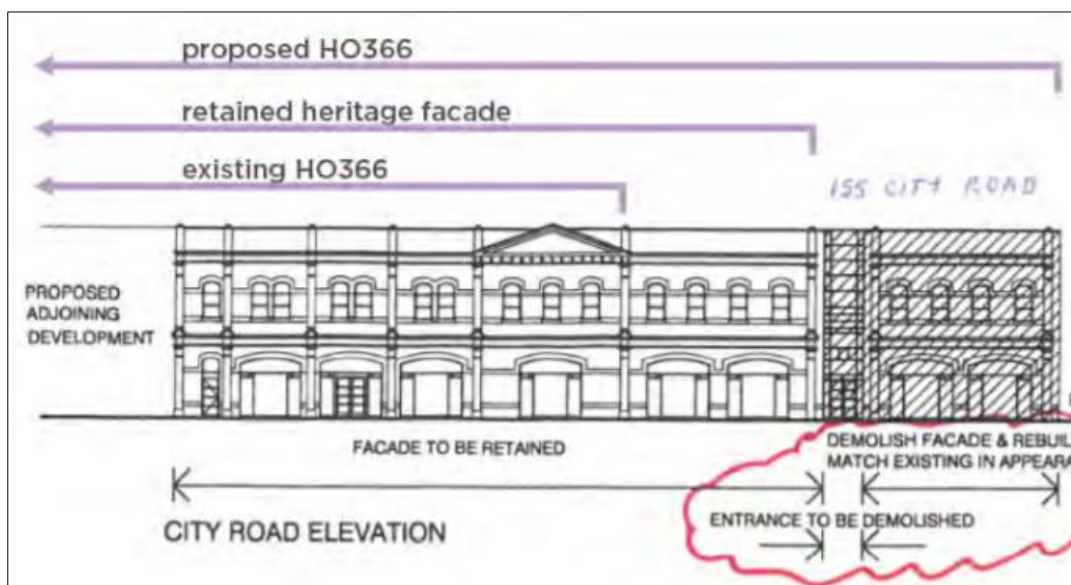 proposed HO366
retained heritage facade
existing HO366
155 CITY ROAD
PROPOSED
ADJOINING
DEVELOPMENT
FACADE TO BE RETAINED
DEMOLISH FACADE & REBUIL
MATCH EXISTING IN APPEARA
ENTRANCE TO BE DEMOLISHED
CITY ROAD ELEVATION